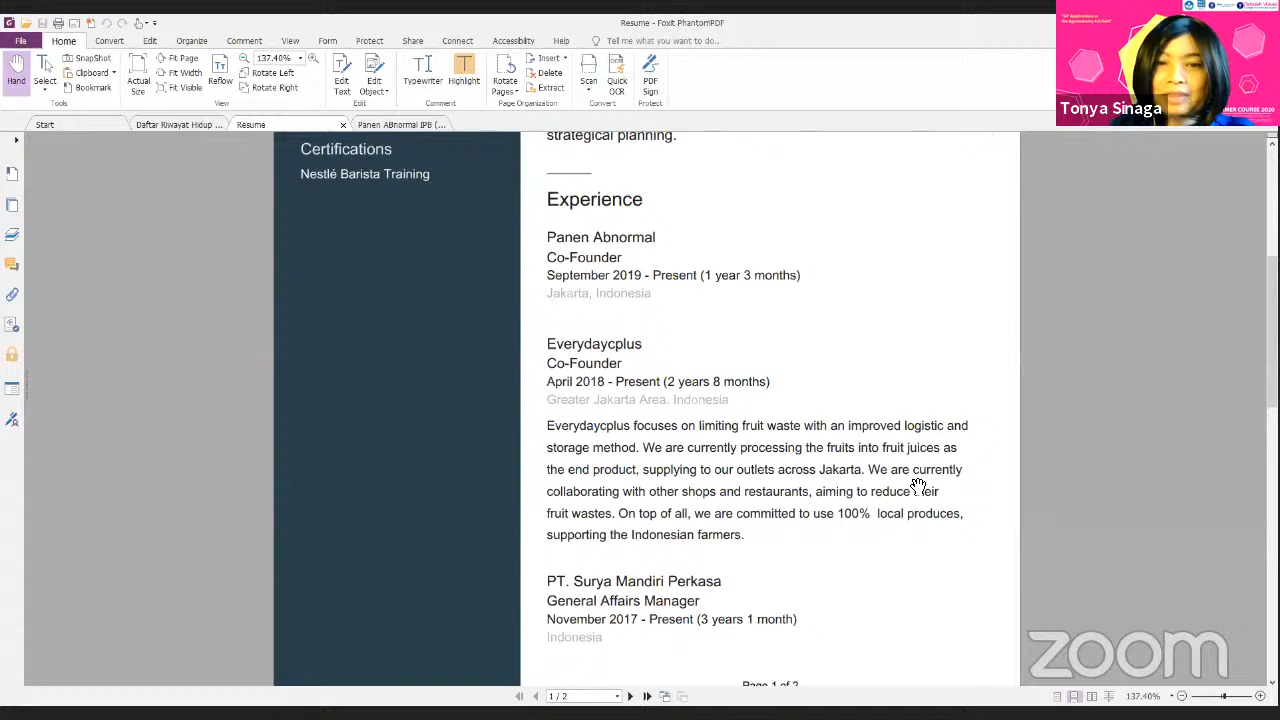 Resume - Foxit PhantomPDF
File
Home
Convert
Edit
Organize
Comment
View
Form
Protect
Share
Connect
Accessibility
Tell me what you want to do..
Hand
Select
SnapShot
Clipboard
Bookmark
Tools
Actual
Size
Fit Page
Fit Width
Fit Visible
Reflow
137.40%
Rotate Left
Rotate Right
View
Edit
Text
Edit
Object
Edit
Typewriter
Highlight
Comment
Rotate
Pages
Insert
Delete
Extract
Page Organization
Scan
Quick
OCR
Convert
PDF
Sign
Protect
Start
Daftar Riwayat Hidup ...
Resume
Panen ABnormal IPB (...
Tonya Sinaga
Certifications
Nestlé Barista Training
strategical planning.
Experience
Panen Abnormal
Co-Founder
September 2019 - Present (1 year 3 months)
Jakarta, Indonesia
Everydaycplus
Co-Founder
April 2018 - Present (2 years 8 months)
Greater Jakarta Area, Indonesia
Everydaycplus focuses on limiting fruit waste with an improved logistic and
storage method. We are currently processing the fruits into fruit juices as
the end product, supplying to our outlets across Jakarta. We are currently
collaborating with other shops and restaurants, aiming to reduce their
fruit wastes. On top of all, we are committed to use 100% local produces,
supporting the Indonesian farmers.
PT. Surya Mandiri Perkasa
General Affairs Manager
November 2017 - Present (3 years 1 month)
Indonesia
Page 1 of 2
zoom
1 / 2
137.40%